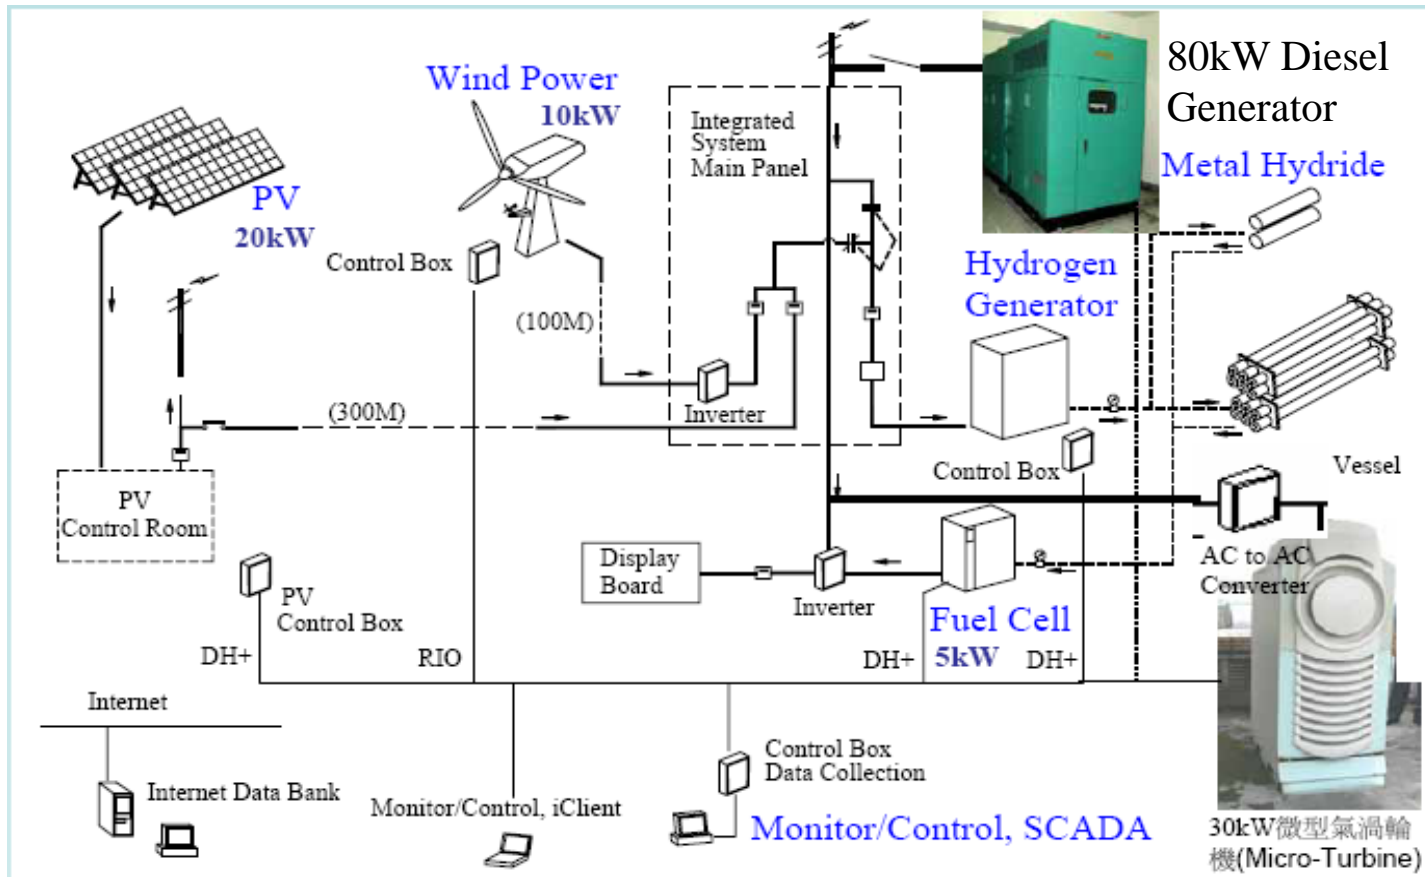 80kW Diesel
Generator
Wind Power
10kW
Integrated
System
Main Panel
Metal Hydride
PV
20kW
Control Box
Hydrogen
Generator
(100M)
Inverter
(300M)
Control Box
Vessel
PV
Control Room
AC to AC
Converter
Display
Board
Inverter
PV
Control Box
Fuel Cell
5kW
DH+
RIO
DH+
DH+
Internet
Control Box
Data Collection
Internet Data Bank
Monitor/Control, iClient
Monitor/Control, SCADA
30kW微型氣渦輪
機(Micro-Turbine)